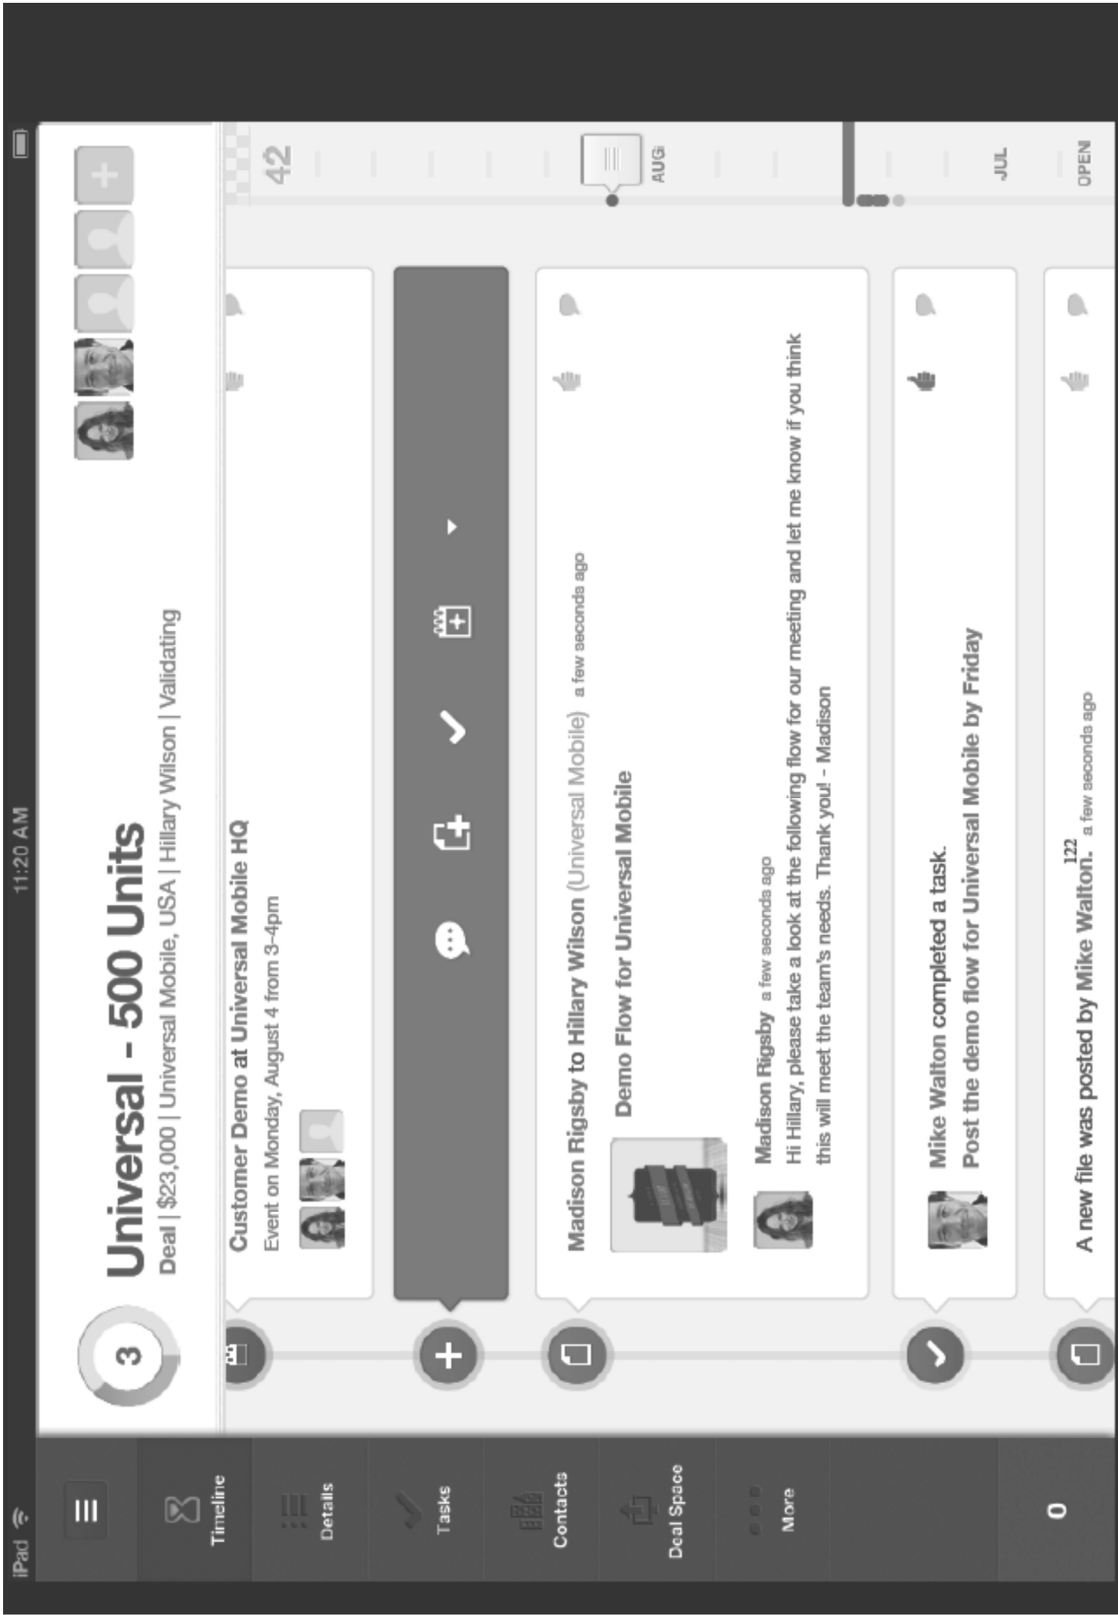 iPad
11:20 AM
3
Universal - 500 Units
Deal | $23,000 | Universal Mobile, USA | Hillary Wilson | Validating
Timeline
Details
Tasks
Contacts
Deal Space
More
0
Customer Demo at Universal Mobile HQ
Event on Monday, August 4 from 3-4pm
Madison Rigsby to Hillary Wilson (Universal Mobile) a few seconds ago
Demo Flow for Universal Mobile
Madison Rigsby a few seconds ago
Hi Hillary, please take a look at the following flow for our meeting and let me know if you think
this will meet the team's needs. Thank you! - Madison
Mike Walton completed a task.
Post the demo flow for Universal Mobile by Friday
122
A new file was posted by Mike Walton. a few seconds ago
42
AUG
JUL
OPEN